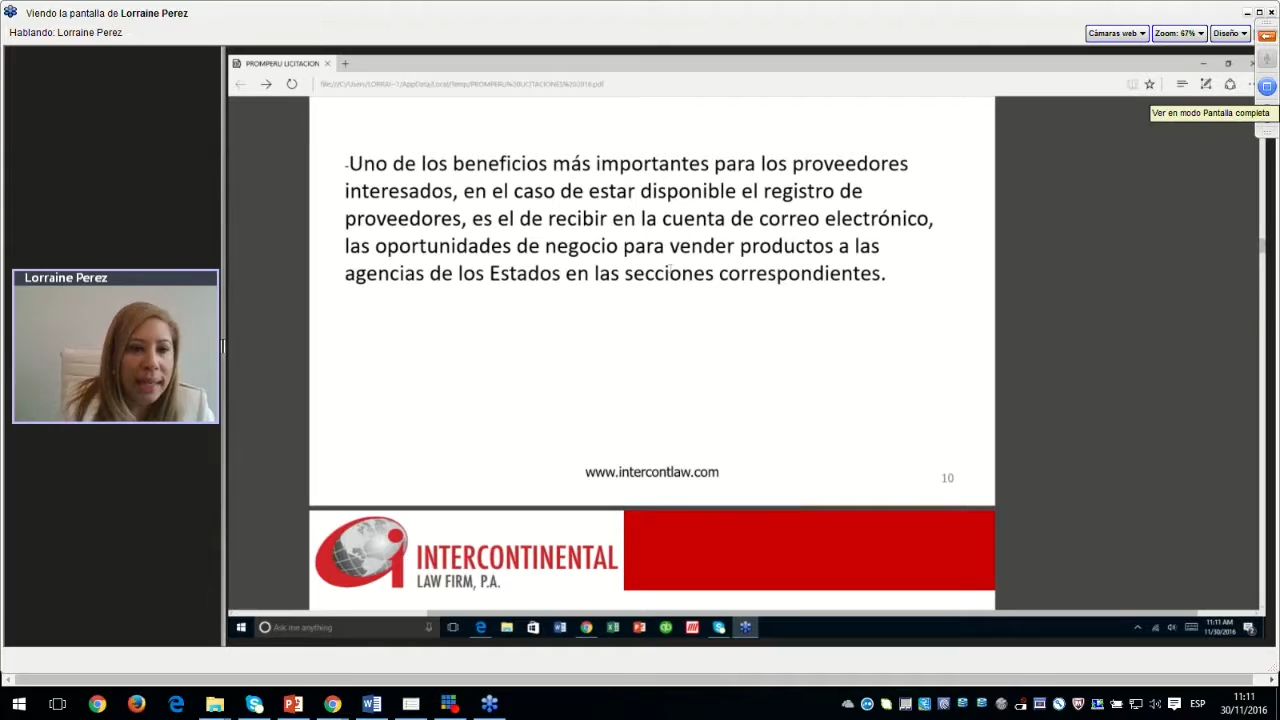 Viendo la pantalla de Lorraine Perez
Hablando: Lorraine Perez
Cámaras web
Zoom: 67%
Diseño
PROMPERU LICITACION
Ver en modo Pantalla completa
Lorraine Perez
-Uno de los beneficios más importantes para los proveedores
interesados, en el caso de estar disponible el registro de
proveedores, es el de recibir en la cuenta de correo electrónico,
las oportunidades de negocio para vender productos a las
agencias de los Estados en las secciones correspondientes.
www.intercontlaw.com
10
INTERCONTINENTAL
LAW FIRM, P.A.
Ask me anything
11:11 AM
11/30/2016
ESP
11:11
30/11/2016